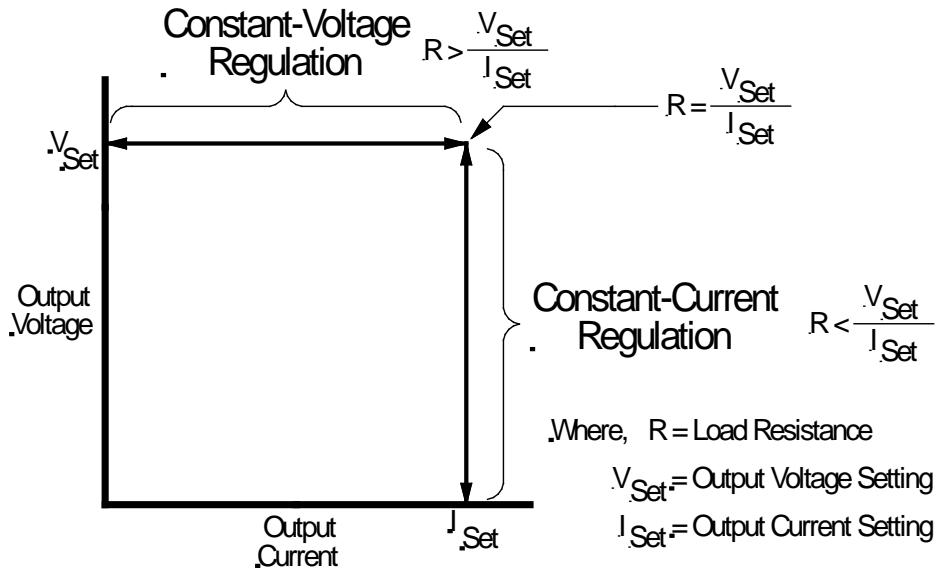 Constant-Voltage
Regulation
R > V_Set / I_Set
R = V_Set / I_Set
V_Set
Output
Voltage
Constant-Current
Regulation
R < V_Set / I_Set
Where, R = Load Resistance
V_Set = Output Voltage Setting
I_Set = Output Current Setting
Output
Current
I_Set